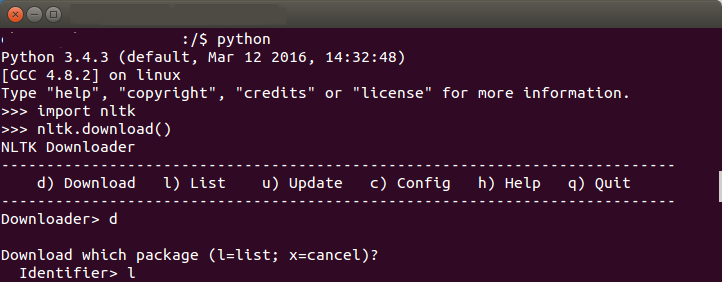 :/$ python
Python 3.4.3 (default, Mar 12 2016, 14:32:48)
[GCC 4.8.2] on linux
Type "help", "copyright", "credits" or "license" for more information.
>>> import nltk
>>> nltk.download()
NLTK Downloader
---------------------------------------------------------------------------
    d) Download   l) List    u) Update   c) Config   h) Help   q) Quit
---------------------------------------------------------------------------
Downloader> d

Download which package (l=list; x=cancel)?
  Identifier> l